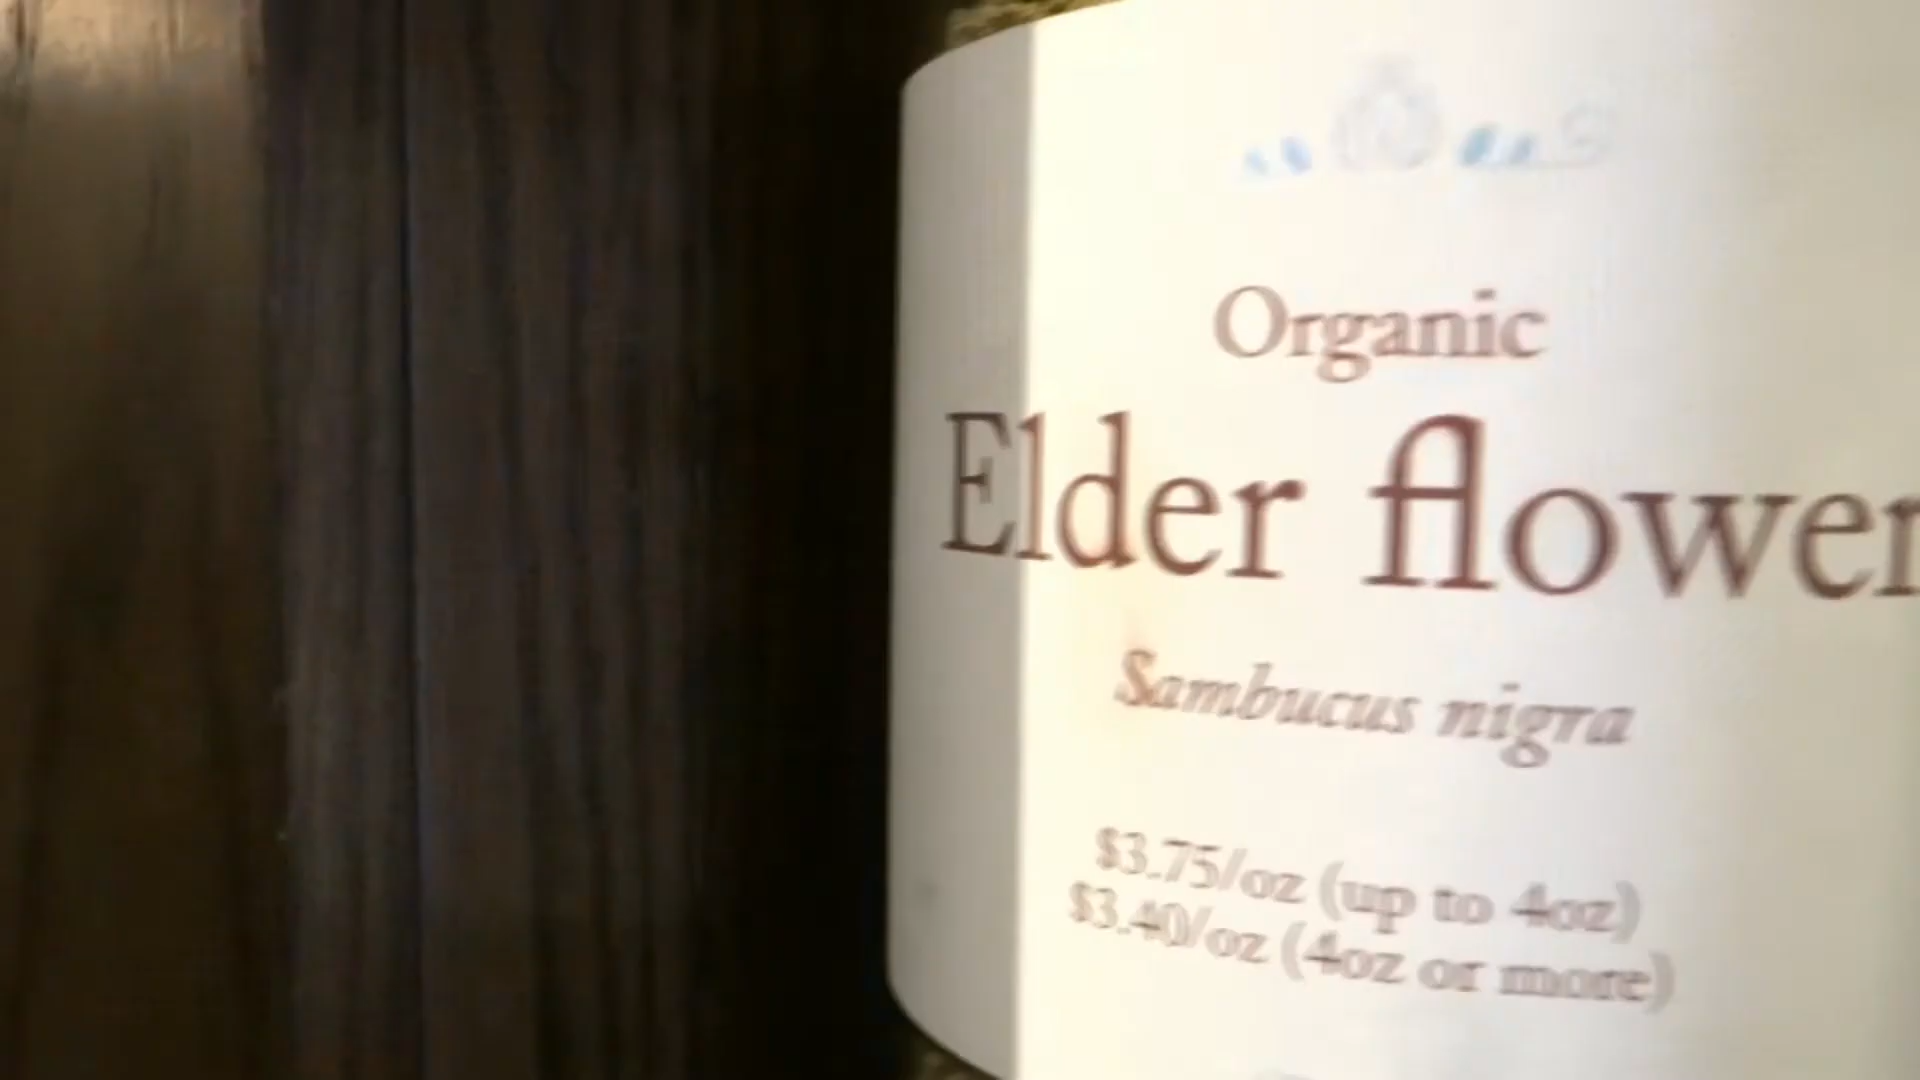 Organic
Elder flower
Sambucus nigra
$3.75/oz (up to 4oz)
$3.40/oz (4oz or more)